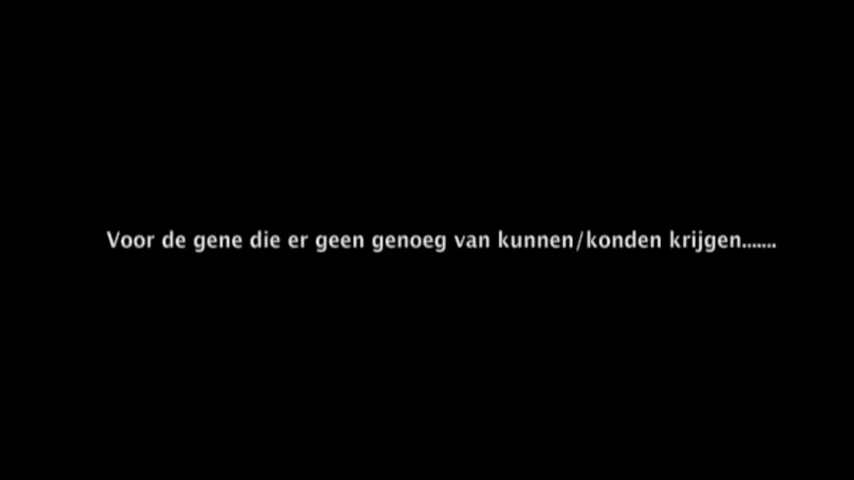 Voor de gene die er geen genoeg van kunnen/konden krijgen.......